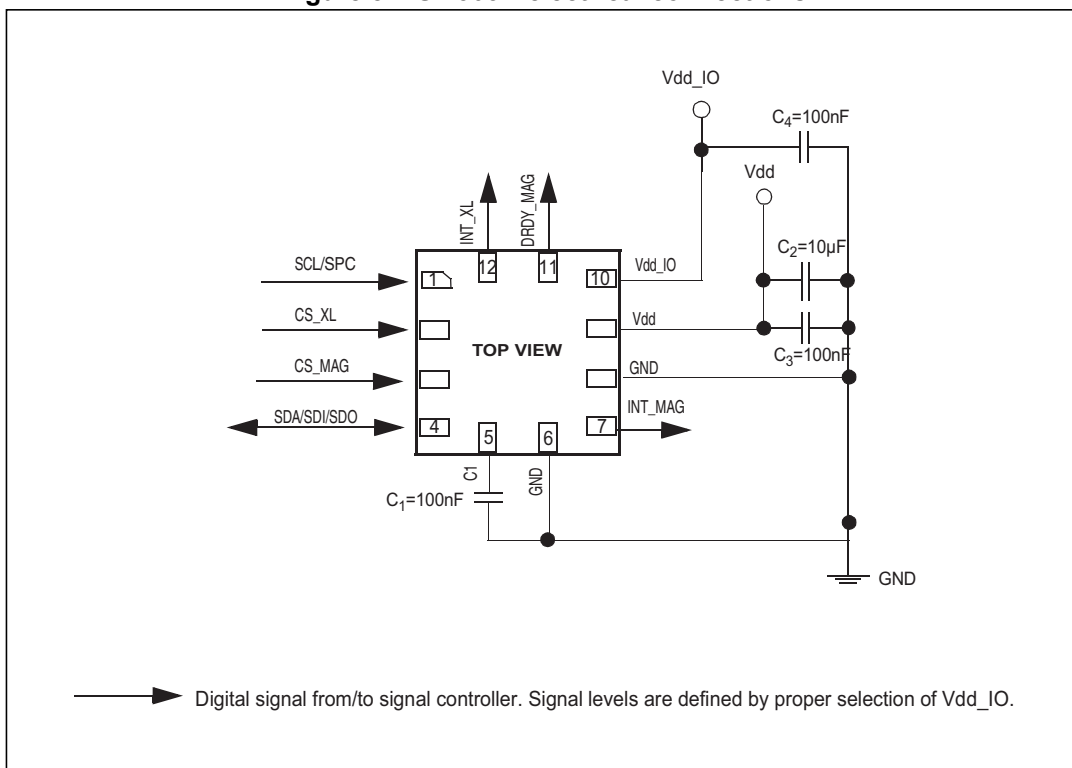 Vdd_IO
C4=100nF
Vdd
C2=10µF
C3=100nF
INT_XL
DRDY_MAG
12
11
SCL/SPC
1
10
Vdd_IO
CS_XL
Vdd
TOP VIEW
CS_MAG
GND
SDA/SDI/SDO
4
7
INT_MAG
5
6
C1
GND
C1=100nF
GND
Digital signal from/to signal controller. Signal levels are defined by proper selection of Vdd_IO.